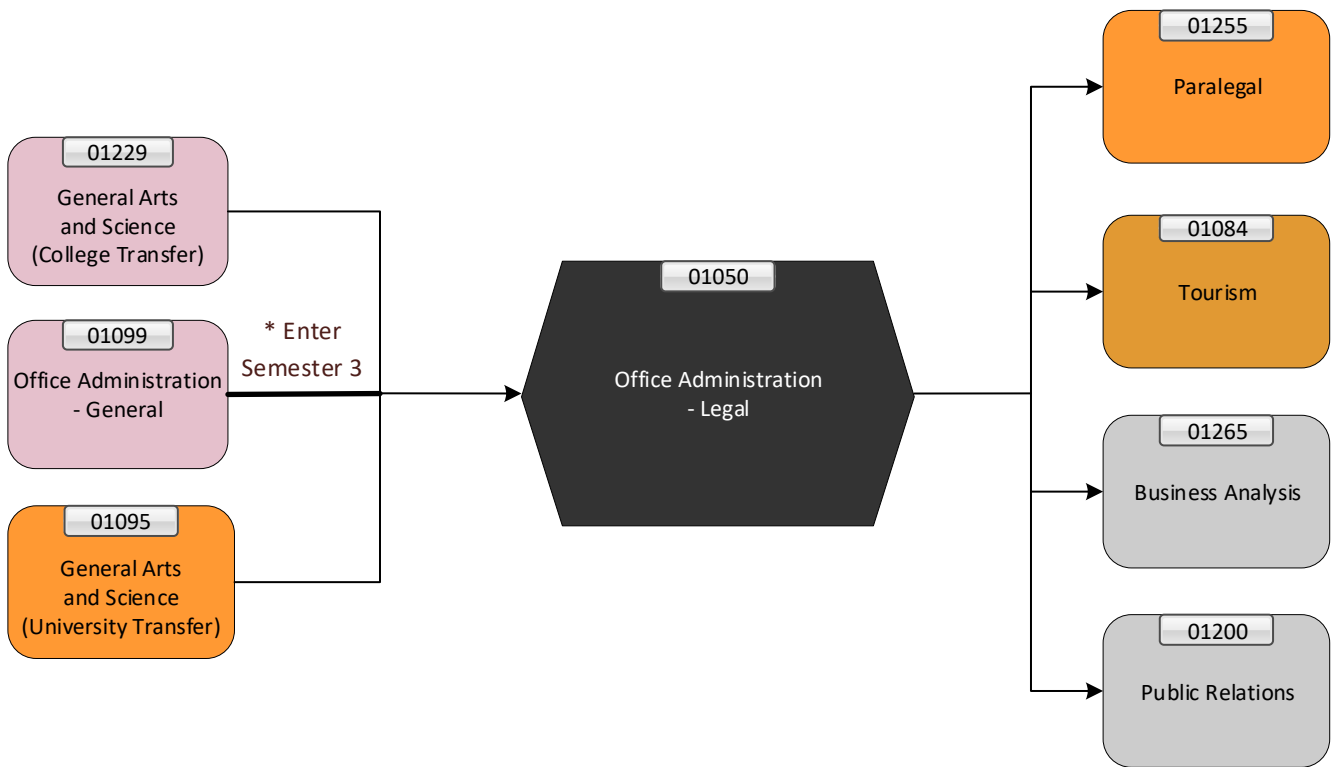 01229
General Arts
and Science
(College Transfer)
01099
Office Administration
- General
* Enter
Semester 3
01095
General Arts
and Science
(University Transfer)
01050
Office Administration
- Legal
01255
Paralegal
01084
Tourism
01265
Business Analysis
01200
Public Relations